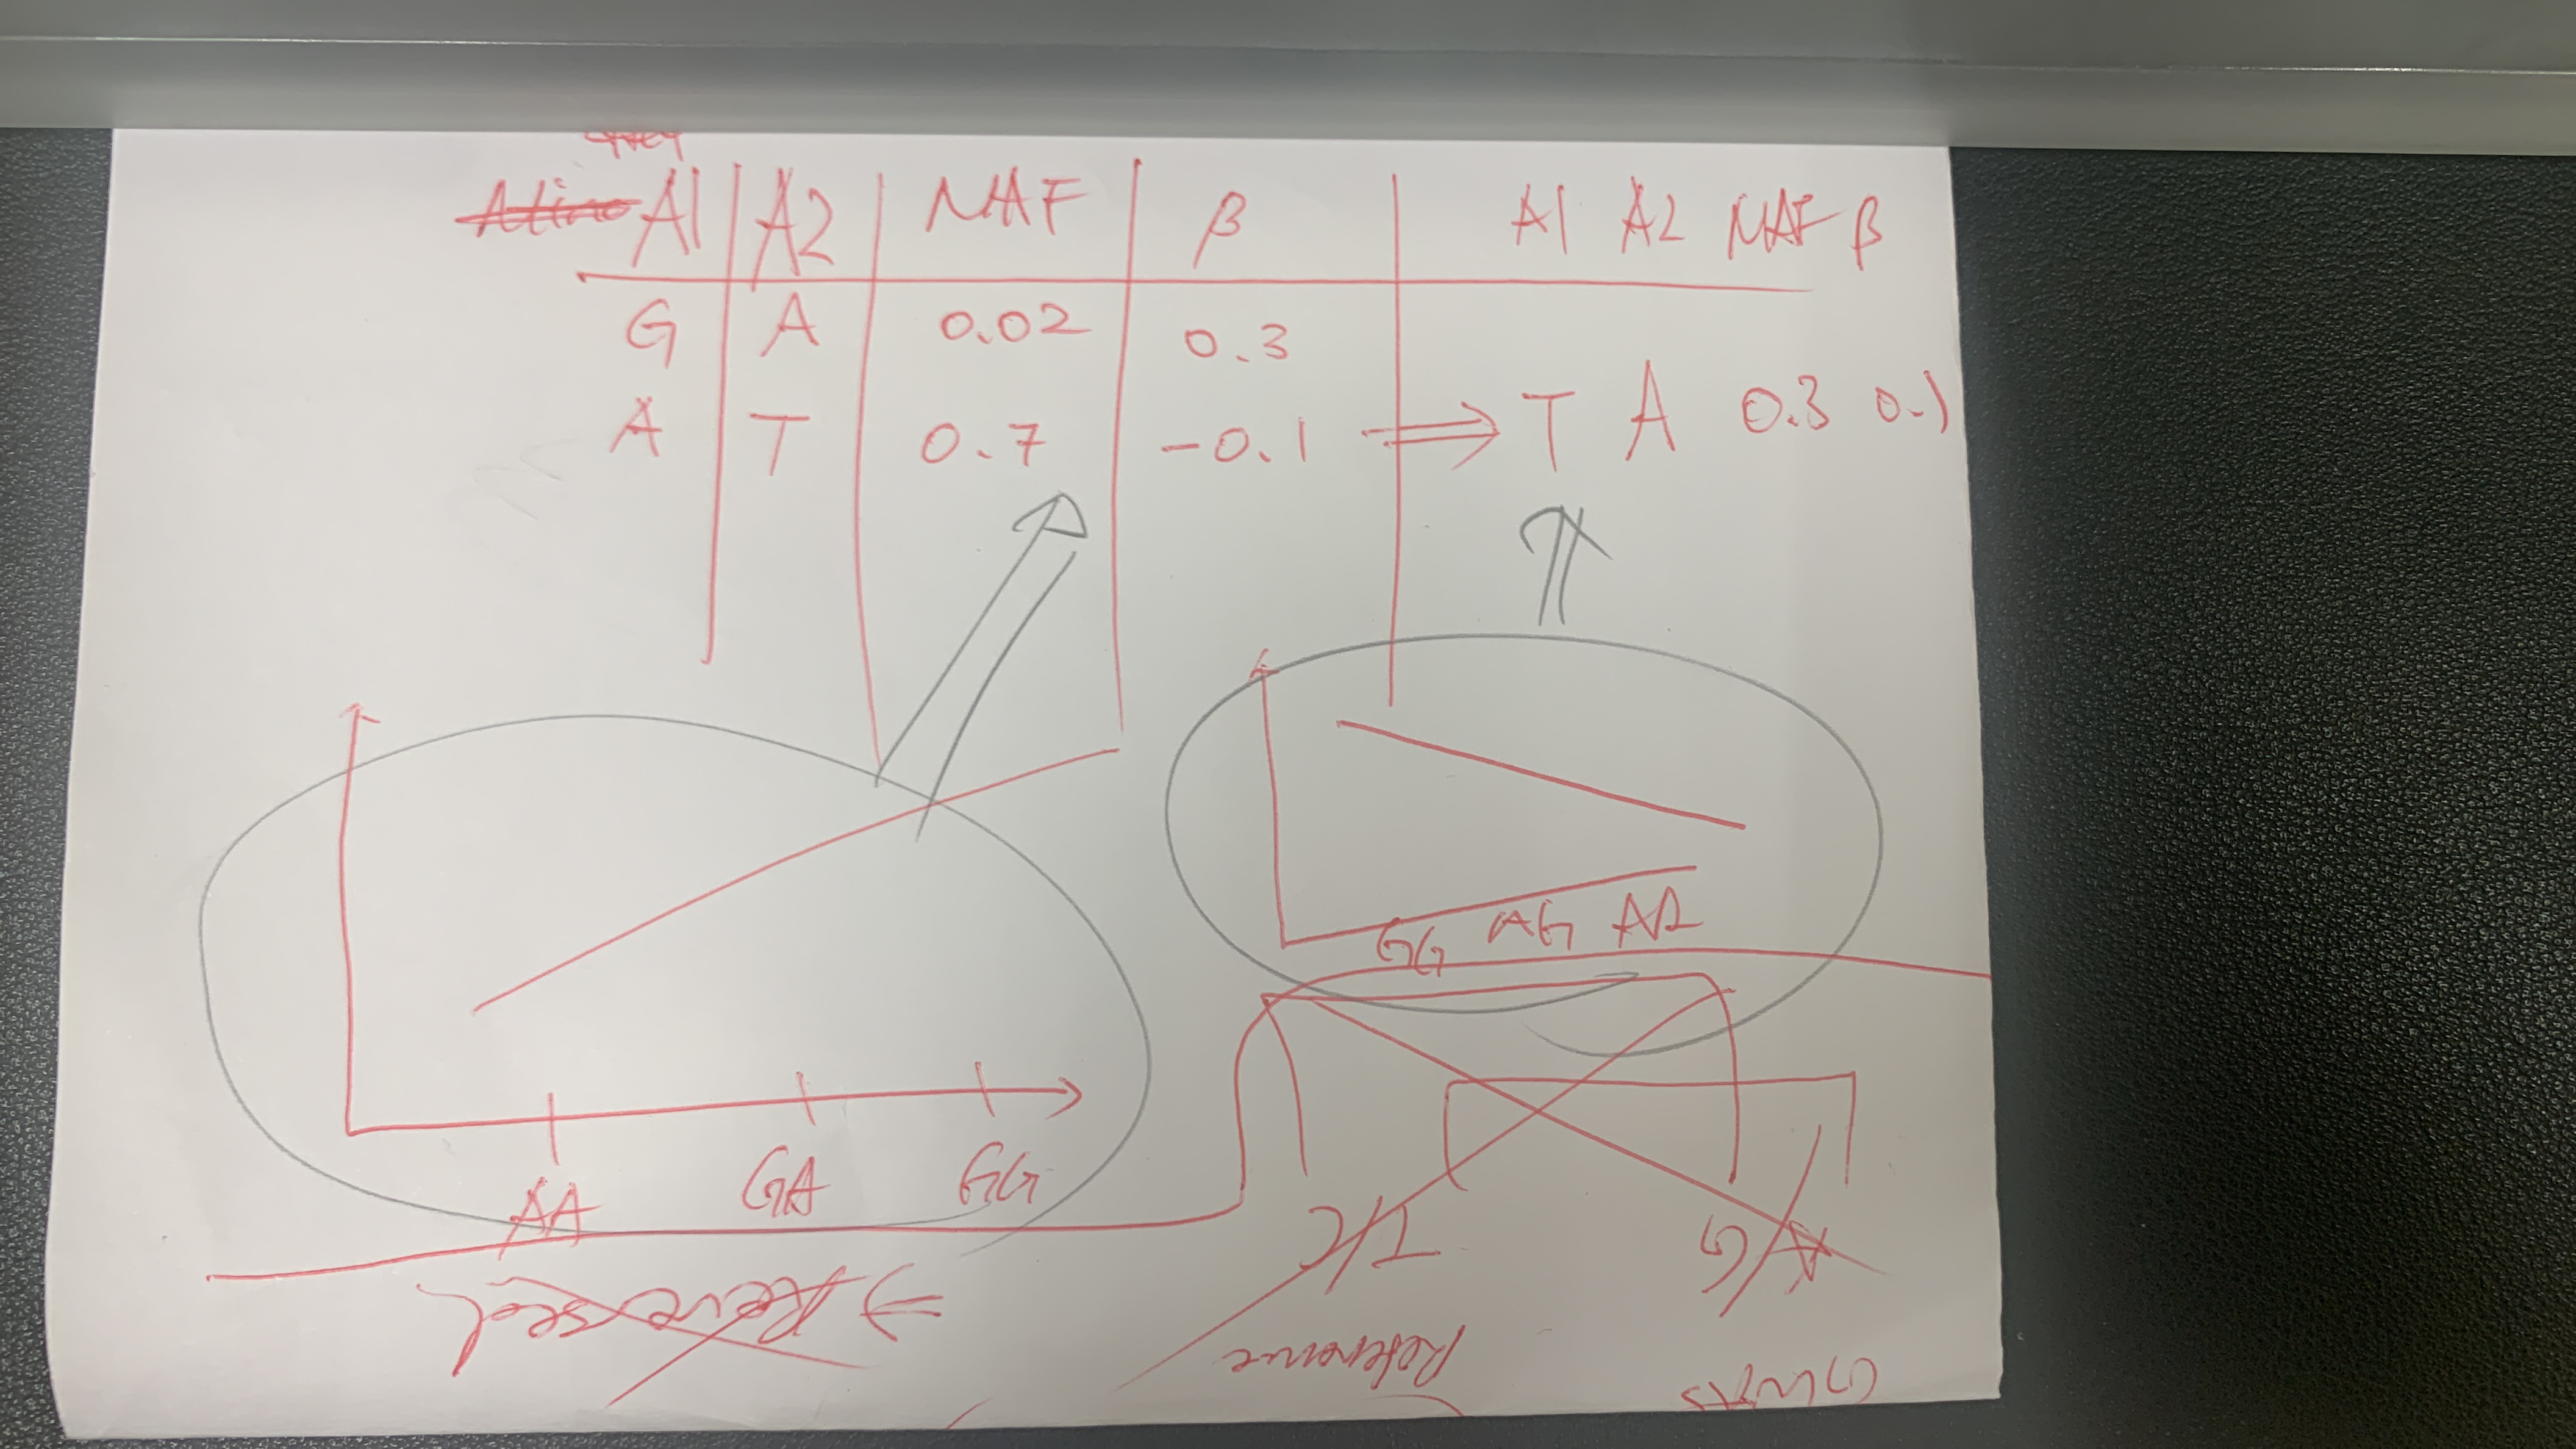 A1 A2 MAF β A1 A2 MAF β
G A 0.02 0.3
A T 0.7 -0.1 ⇒ T A 0.3 0.1
AA GA GG
GG AG AA
⇒ Reversed
T/C A/G
Reference GWAS